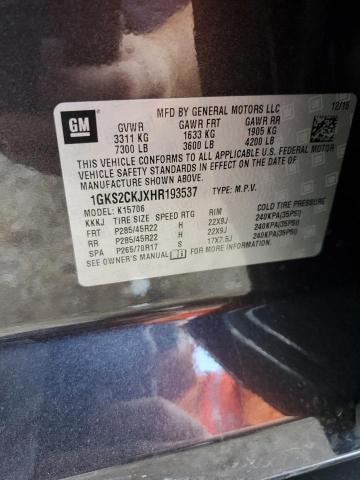 MFD BY GENERAL MOTORS LLC
12/16
GM
GVWR GAWR FRT GAWR RR
3311 KG 1633 KG 1905 KG
7300 LB 3600 LB 4200 LB
THIS VEHICLE CONFORMS TO ALL APPLICABLE U.S. FEDERAL MOTOR
VEHICLE SAFETY STANDARDS IN EFFECT ON THE DATE OF
MANUFACTURE SHOWN ABOVE.
1GKS2CKJXHR193537 TYPE: M.P.V.
MODEL: K15706
KKKJ TIRE SIZE SPEED RTG RIM COLD TIRE PRESSURE
FRT P285/45R22 H 22X9J 240KPA(35PSI)
RR P285/45R22 H 22X9J 240KPA(35PSI)
SPA P265/70R17 S 17X7.5J 240KPA(35PSI)
SEE OWNER'S MANUAL FOR ADDITIONAL INFORMATION.